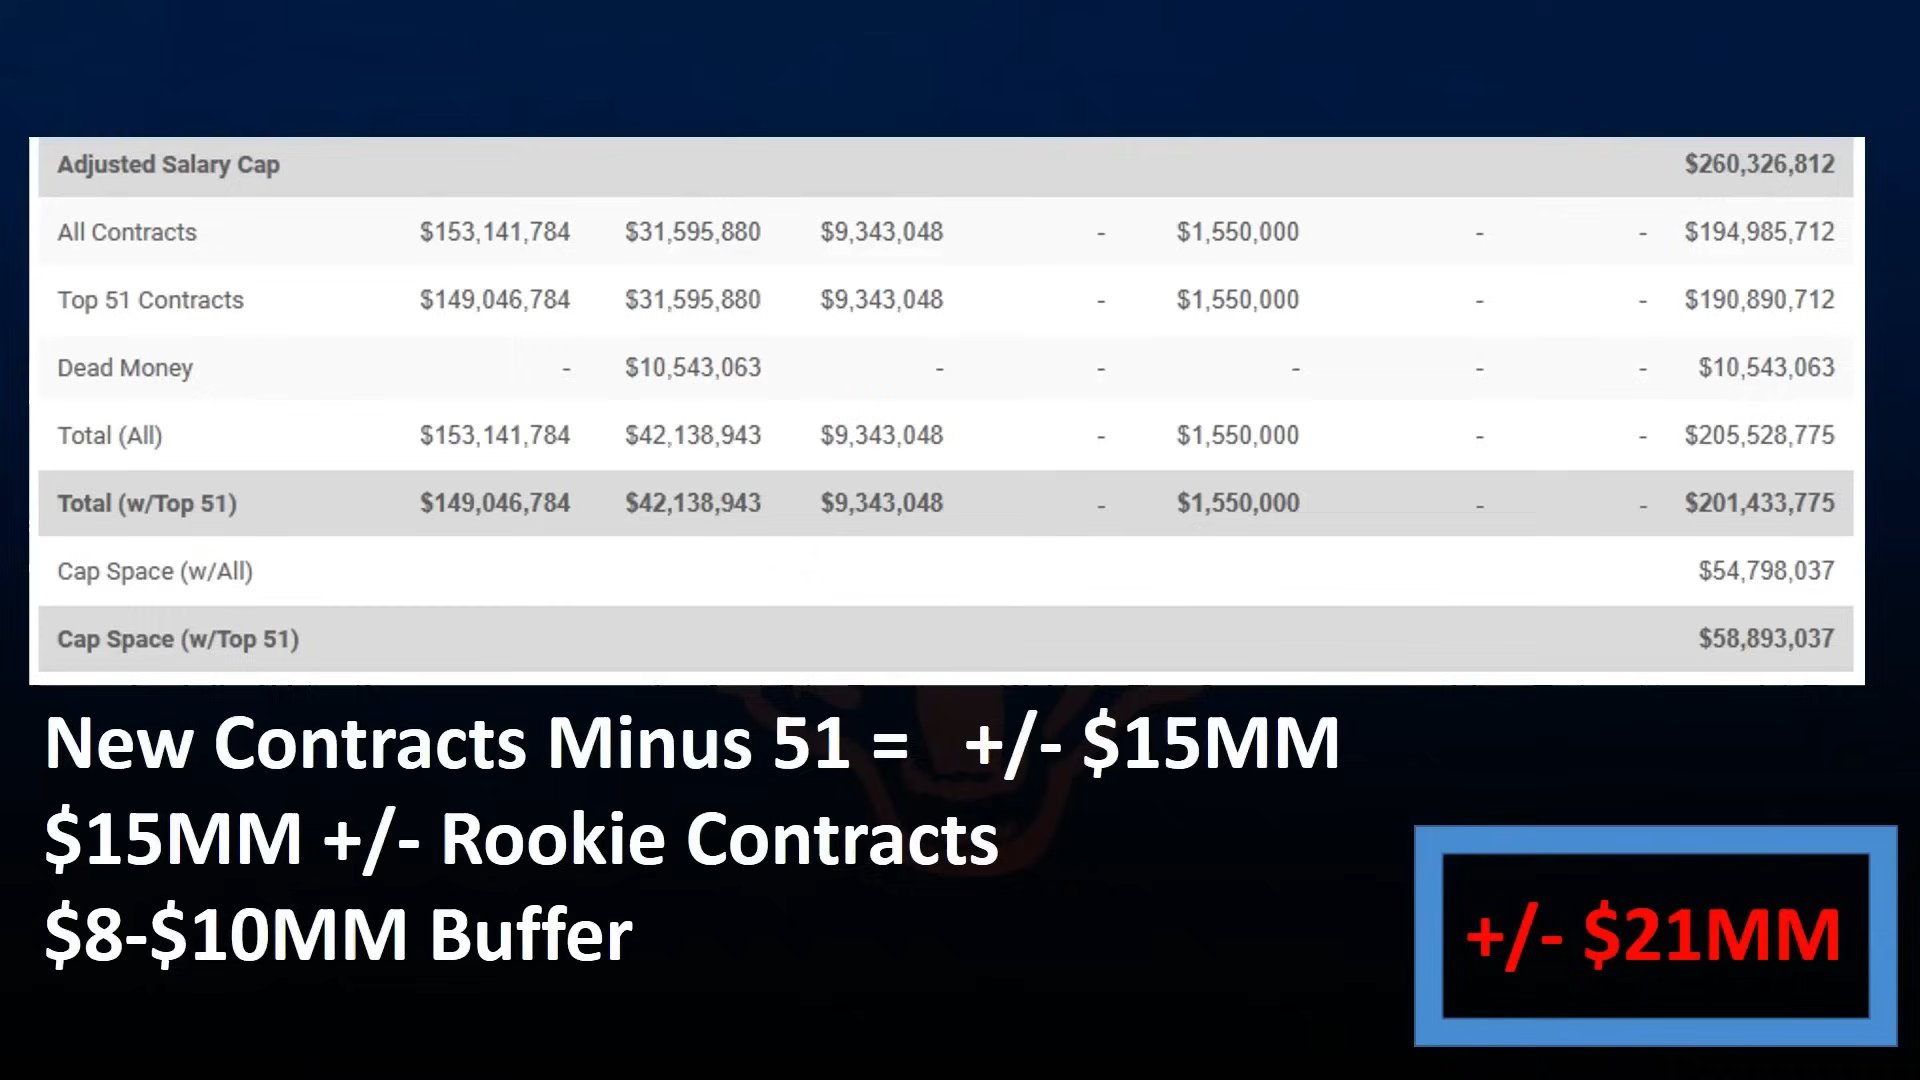 Adjusted Salary Cap $260,326,812
All Contracts $153,141,784 $31,595,880 $9,343,048 - $1,550,000 - - $194,985,712
Top 51 Contracts $149,046,784 $31,595,880 $9,343,048 - $1,550,000 - - $190,890,712
Dead Money - $10,543,063 - - - - - $10,543,063
Total (All) $153,141,784 $42,138,943 $9,343,048 - $1,550,000 - - $205,528,775
Total (w/Top 51) $149,046,784 $42,138,943 $9,343,048 - $1,550,000 - - $201,433,775
Cap Space (w/All) $54,798,037
Cap Space (w/Top 51) $58,893,037
New Contracts Minus 51 = +/- $15MM
$15MM +/- Rookie Contracts
$8-$10MM Buffer
+/- $21MM